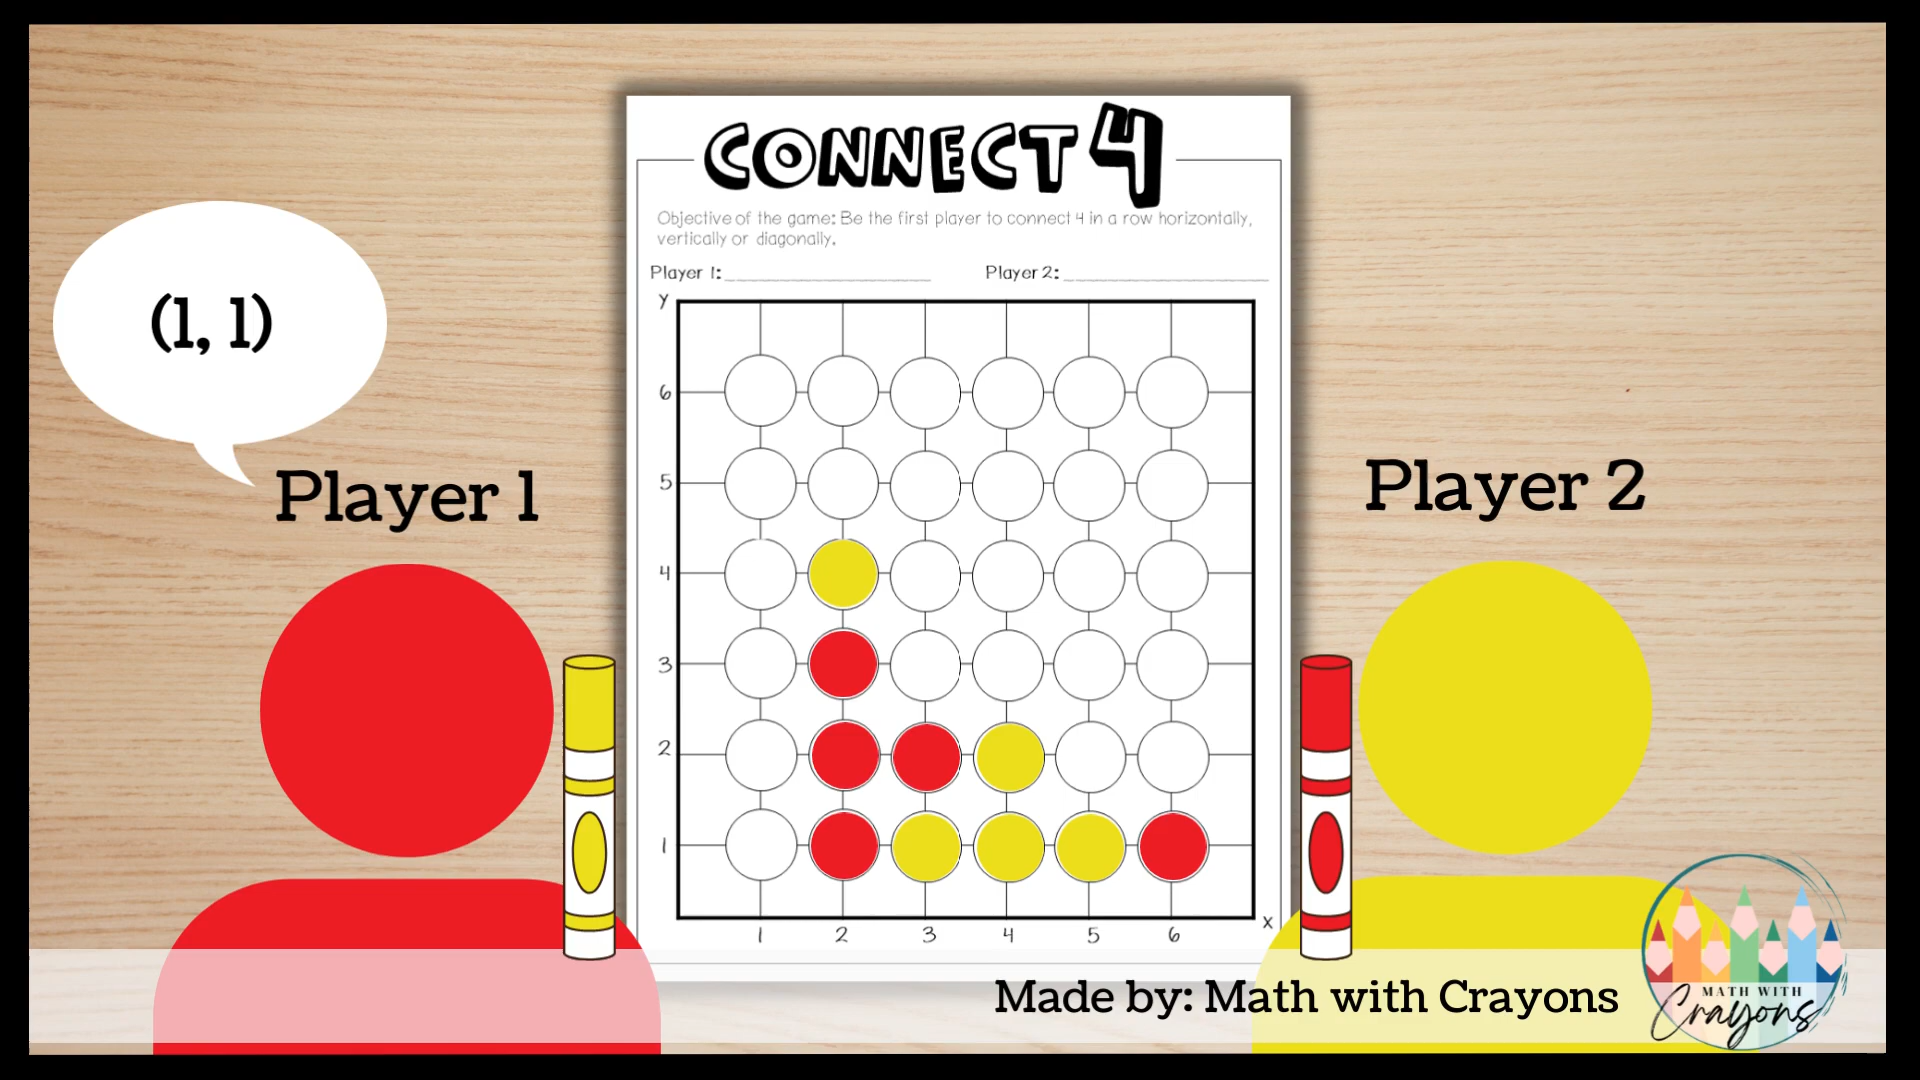 CONNECT 4
Objective of the game: Be the first player to connect 4 in a row horizontally,
vertically or diagonally.
Player 1:____________________ Player 2:____________________
(1, 1)
Player 1
Player 2
y
6
5
4
3
2
1
1 2 3 4 5 6 x
Made by: Math with Crayons
MATH WITH
Crayons